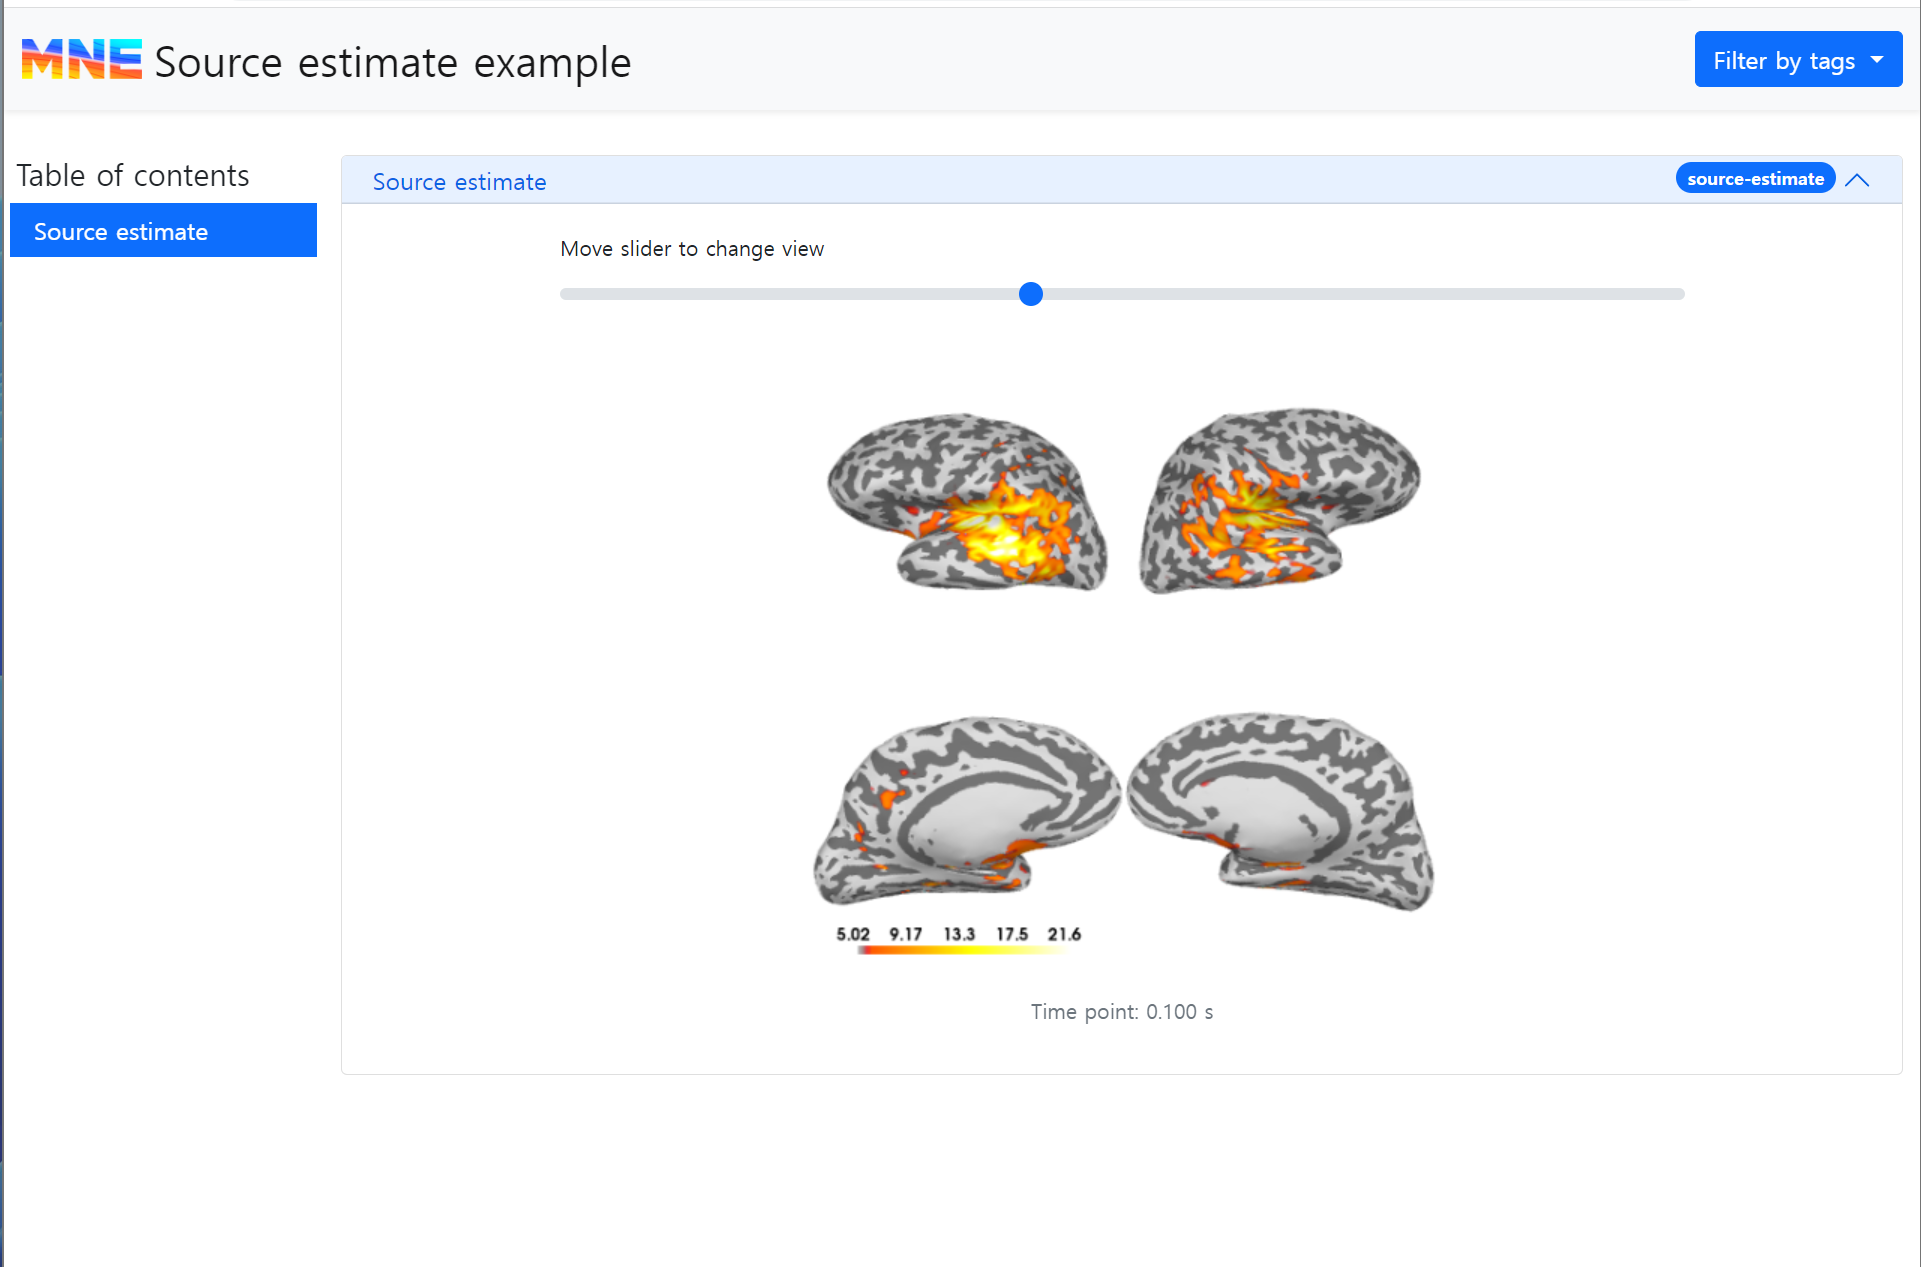 MNE Source estimate example
Filter by tags
Table of contents
Source estimate
Source estimate
source-estimate
Move slider to change view
5.02 9.17 13.3 17.5 21.6
Time point: 0.100 s